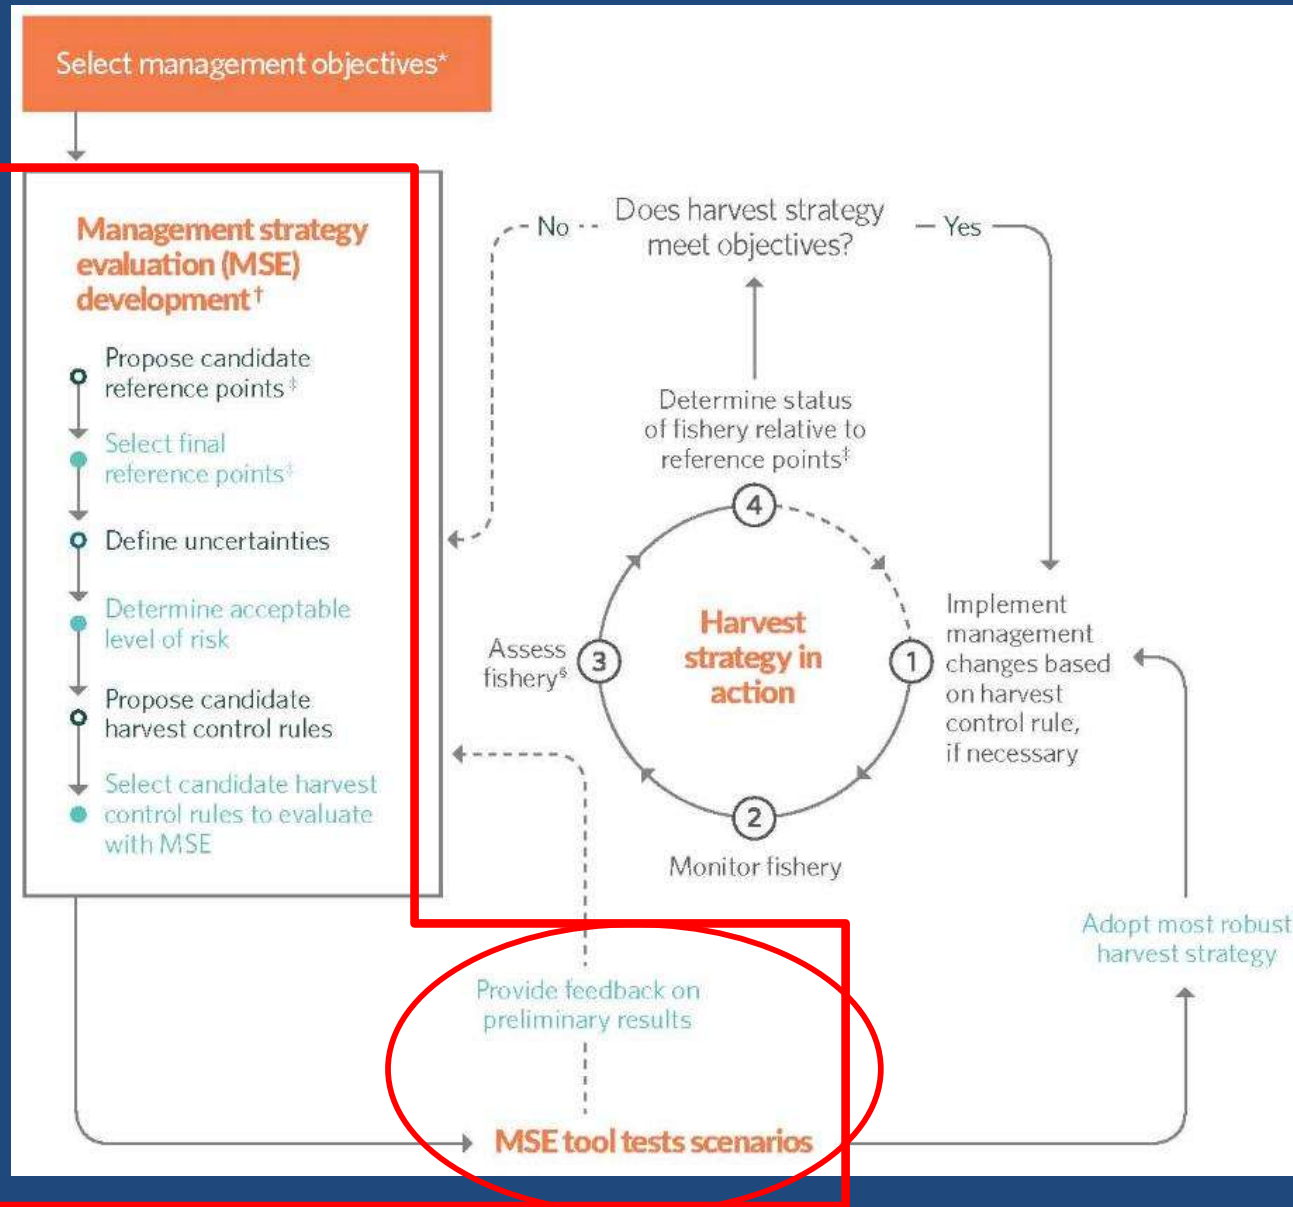 Select management objectives*
Management strategy
evaluation (MSE)
development†
Propose candidate
reference points‡
Select final
reference points‡
Define uncertainties
Determine acceptable
level of risk
Propose candidate
harvest control rules
Select candidate harvest
control rules to evaluate
with MSE
No
Does harvest strategy
meet objectives?
Yes
Determine status
of fishery relative to
reference points‡
4
Assess
fishery§
3
Harvest
strategy in
action
1
Implement
management
changes based
on harvest
control rule,
if necessary
2
Monitor fishery
Provide feedback on
preliminary results
Adopt most robust
harvest strategy
MSE tool tests scenarios